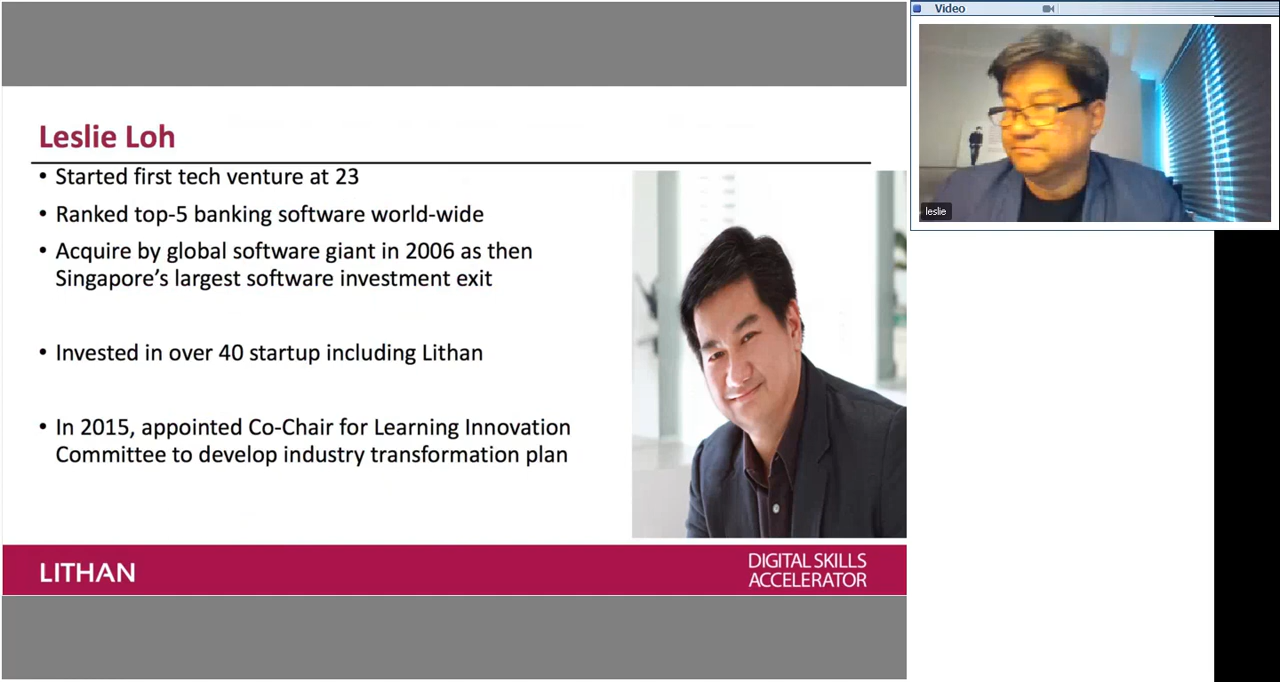 Leslie Loh
• Started first tech venture at 23
• Ranked top-5 banking software world-wide
• Acquire by global software giant in 2006 as then
Singapore's largest software investment exit
• Invested in over 40 startup including Lithan
• In 2015, appointed Co-Chair for Learning Innovation
Committee to develop industry transformation plan
LITHAN
DIGITAL SKILLS
ACCELERATOR
Video
leslie